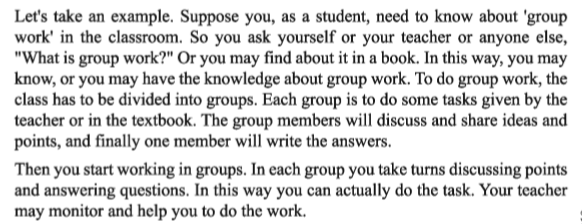 Let's take an example. Suppose you, as a student, need to know about 'group
work' in the classroom. So you ask yourself or your teacher or anyone else,
"What is group work?" Or you may find about it in a book. In this way, you may
know, or you may have the knowledge about group work. To do group work, the
class has to be divided into groups. Each group is to do some tasks given by the
teacher or in the textbook. The group members will discuss and share ideas and
points, and finally one member will write the answers.
Then you start working in groups. In each group you take turns discussing points
and answering questions. In this way you can actually do the task. Your teacher
may monitor and help you to do the work.